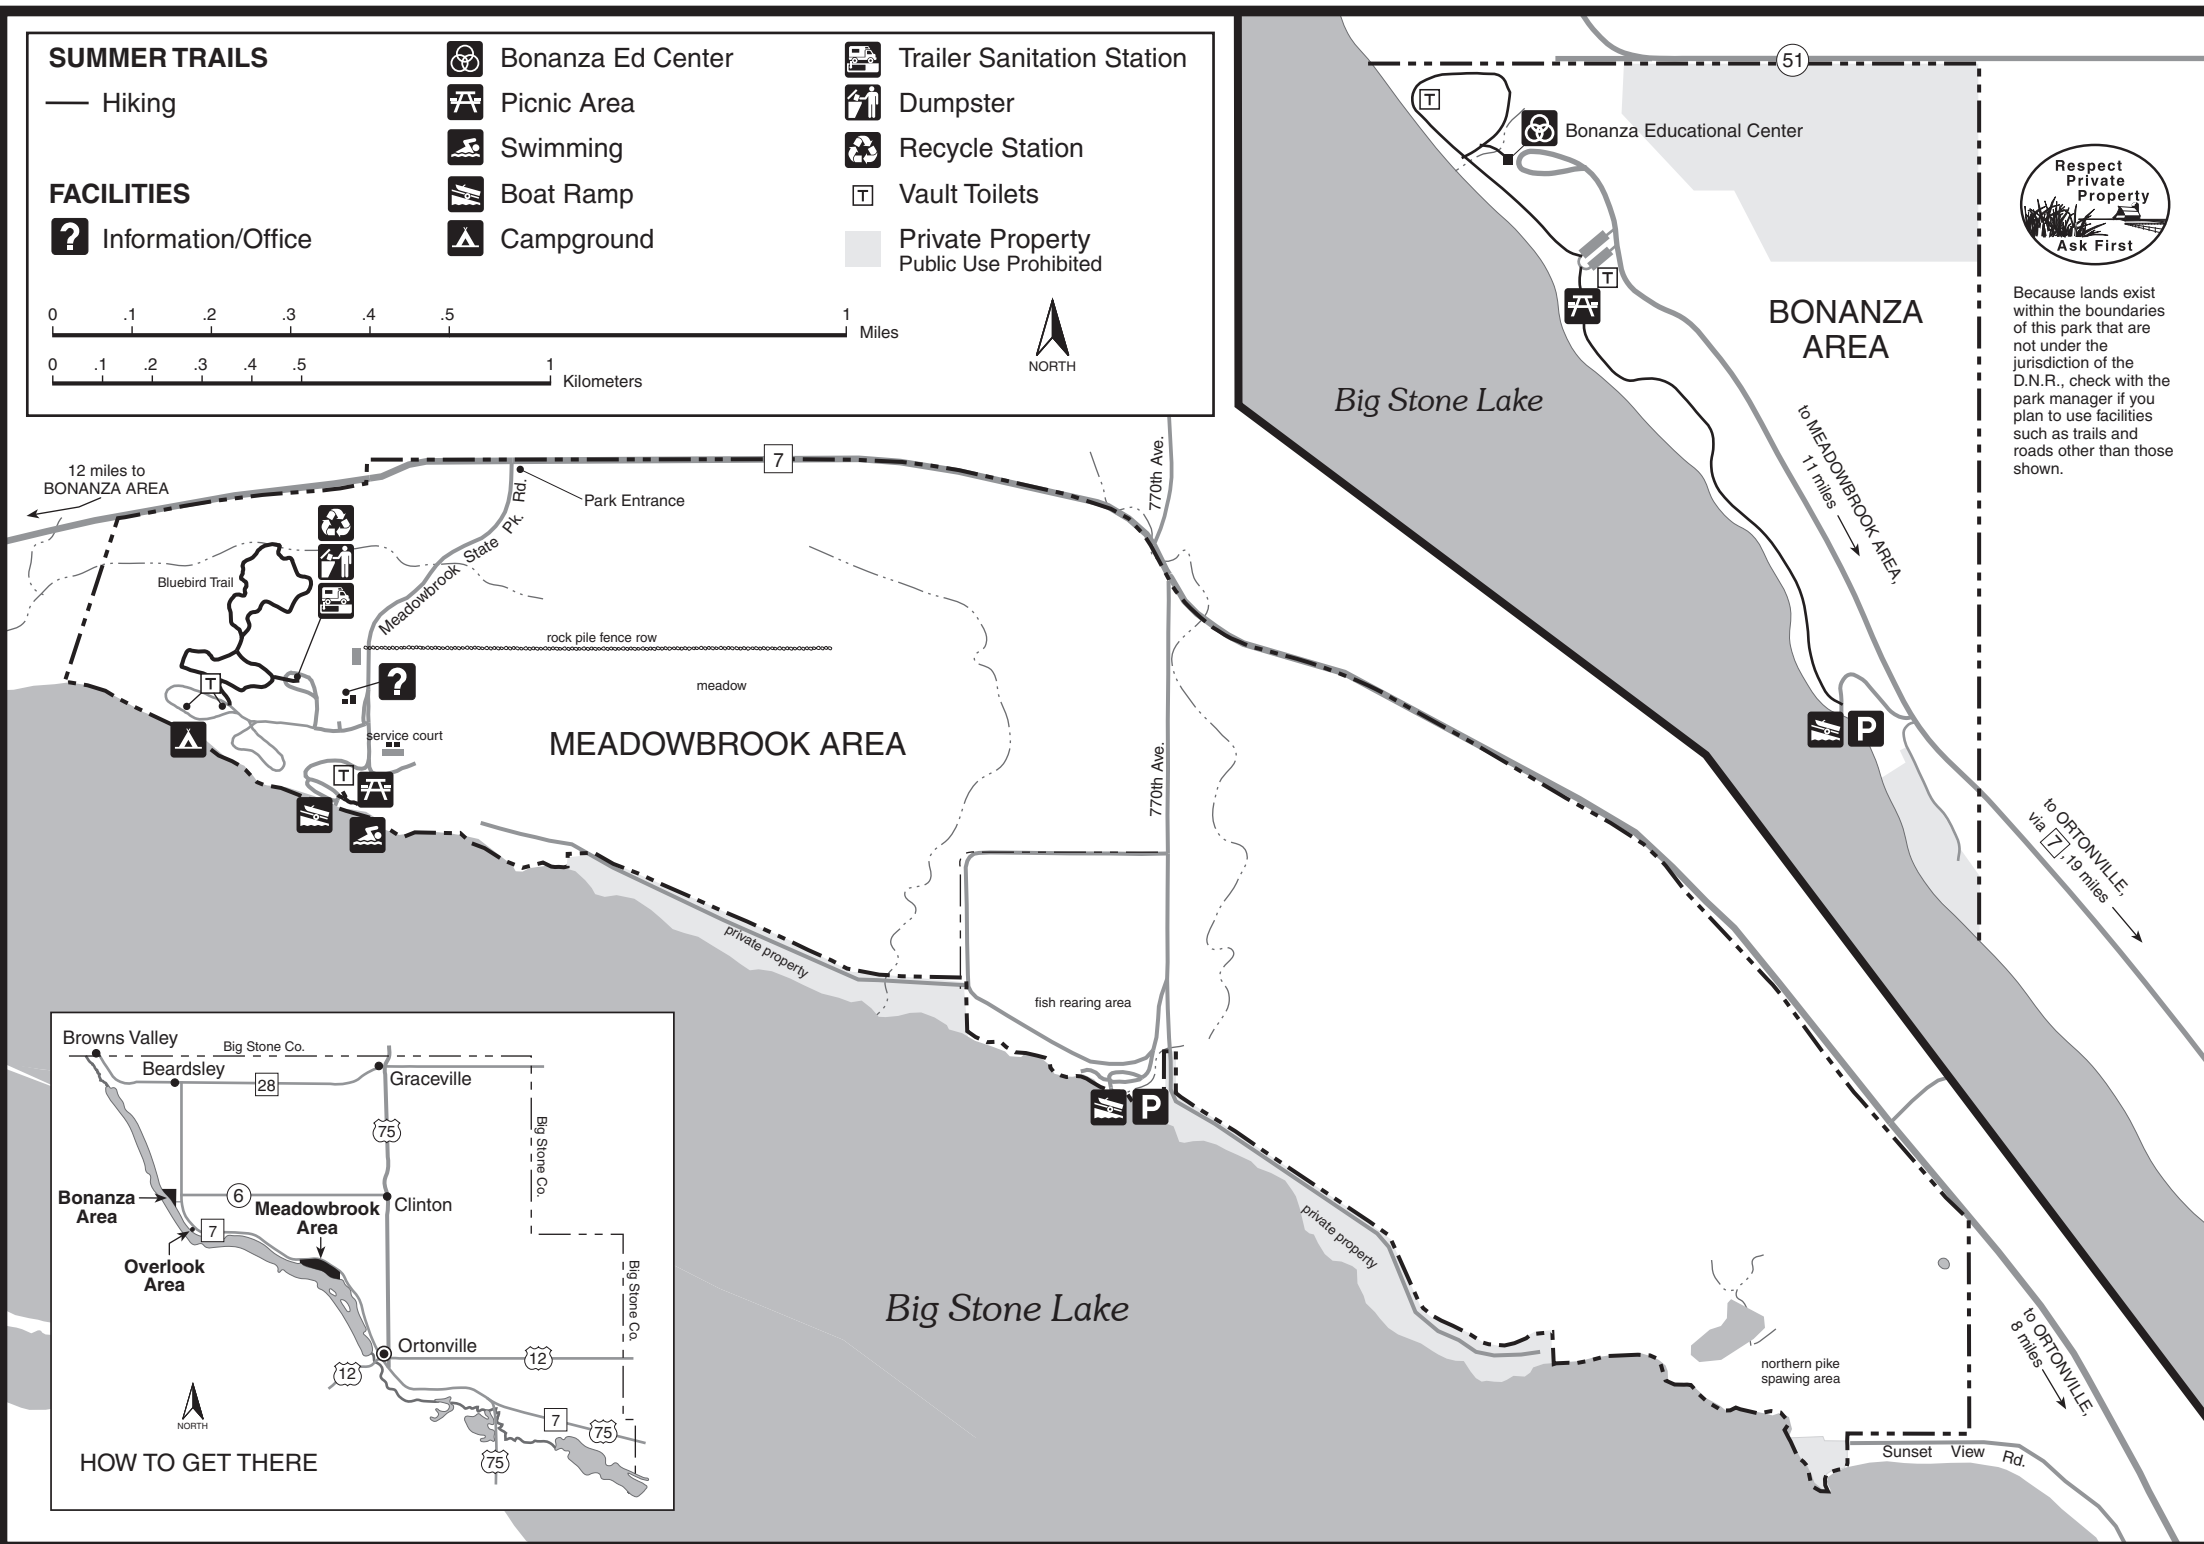 SUMMER TRAILS
Hiking
FACILITIES
? Information/Office
Bonanza Ed Center
Picnic Area
Swimming
Boat Ramp
Campground
Trailer Sanitation Station
Dumpster
Recycle Station
T Vault Toilets
Private Property
Public Use Prohibited
0 .1 .2 .3 .4 .5 1
Miles
0 .1 .2 .3 .4 .5 1
Kilometers
NORTH
51
T
Bonanza Educational Center
T
BONANZA
AREA
Big Stone Lake
to MEADOWBROOK AREA,
11 miles
P
to ORTONVILLE,
via 7, 19 miles
Respect
Private
Property
Ask First
Because lands exist
within the boundaries
of this park that are
not under the
jurisdiction of the
D.N.R., check with the
park manager if you
plan to use facilities
such as trails and
roads other than those
shown.
12 miles to
BONANZA AREA
7
Park Entrance
770th Ave.
Meadowbrook State Pk. Rd.
Bluebird Trail
rock pile fence row
?
meadow
T
service court
MEADOWBROOK AREA
T
770th Ave.
private property
fish rearing area
P
private property
Big Stone Lake
northern pike
spawing area
to ORTONVILLE,
8 miles
Sunset View Rd.
Browns Valley
Big Stone Co.
Beardsley
28
Graceville
75
Big Stone Co.
Bonanza
Area
6
Clinton
Meadowbrook
Area
7
Overlook
Area
Big Stone Co.
Ortonville
12
12
NORTH
7
75
75
HOW TO GET THERE